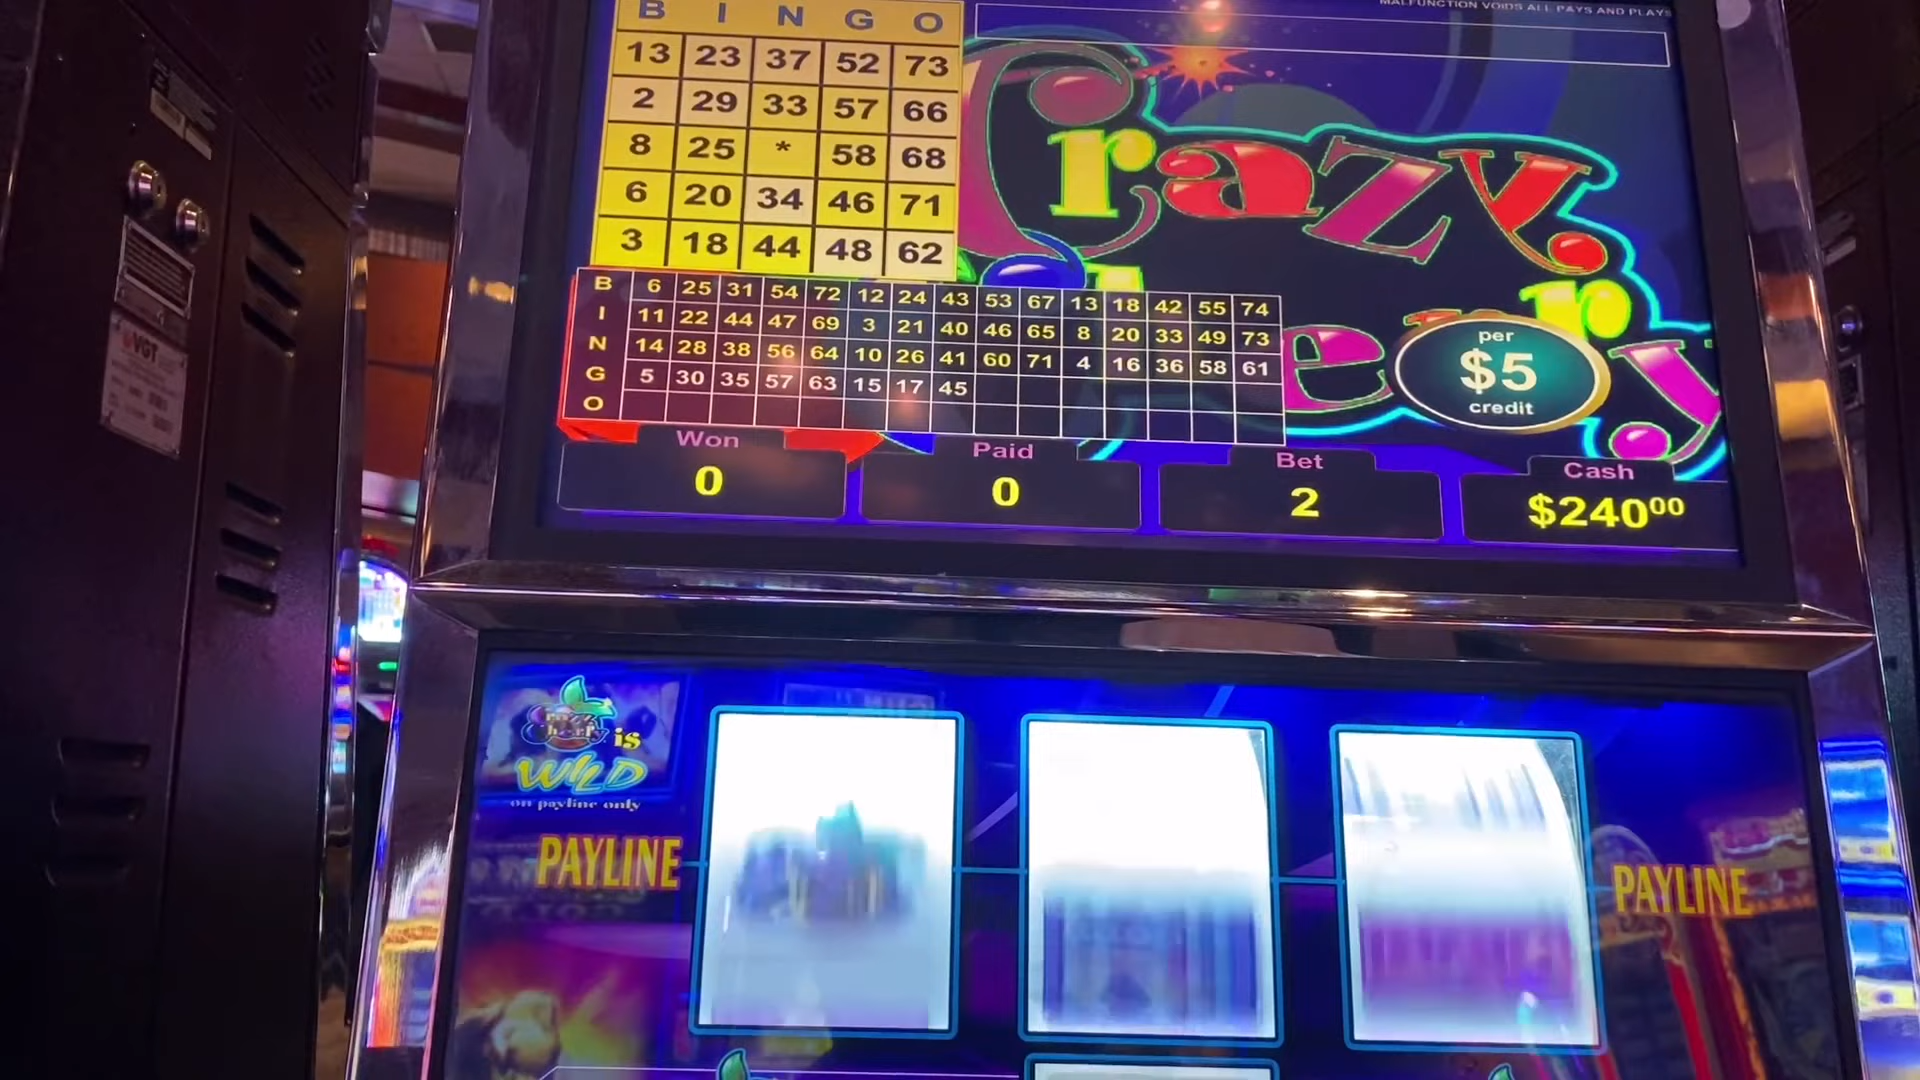 MALFUNCTION VOIDS ALL PAYS AND PLAYS
B I N G O
13 23 37 52 73
2 29 33 57 66
8 25 * 58 68
6 20 34 46 71
3 18 44 48 62
Crazy
Cherry
B 6 25 31 54 72 12 24 43 53 67 13 18 42 55 74
I 11 22 44 47 69 3 21 40 46 65 8 20 33 49 73
N 14 28 38 56 64 10 26 41 60 71 4 16 36 58 61
G 5 30 35 57 63 15 17 45
O
per
$5
credit
Won Paid Bet Cash
0 0 2 $240⁰⁰
VGT
Crazy
Cherry is
WILD
on payline only
PAYLINE PAYLINE